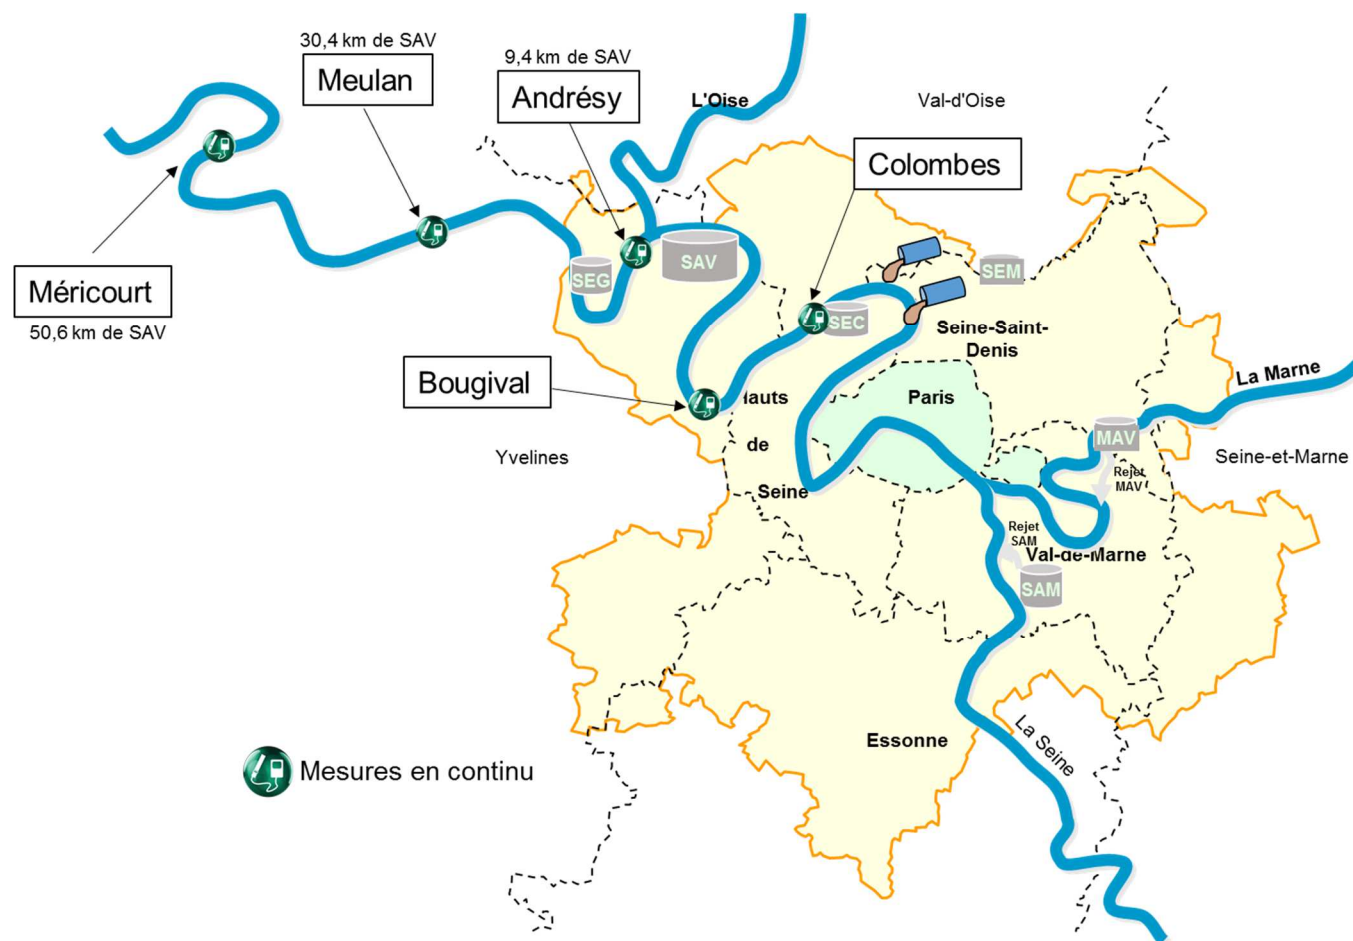 30,4 km de SAV
Meulan
9,4 km de SAV
Andrésy
L'Oise
Val-d'Oise
Colombes
Méricourt
50,6 km de SAV
SEG
SAV
SEM
SEC
Seine-Saint-
Denis
Bougival
La Marne
Paris
Hauts
de
Seine
MAV
Rejet
MAV
Yvelines
Seine-et-Marne
Rejet
SAM
Val-de-Marne
SAM
Essonne
La Seine
Mesures en continu